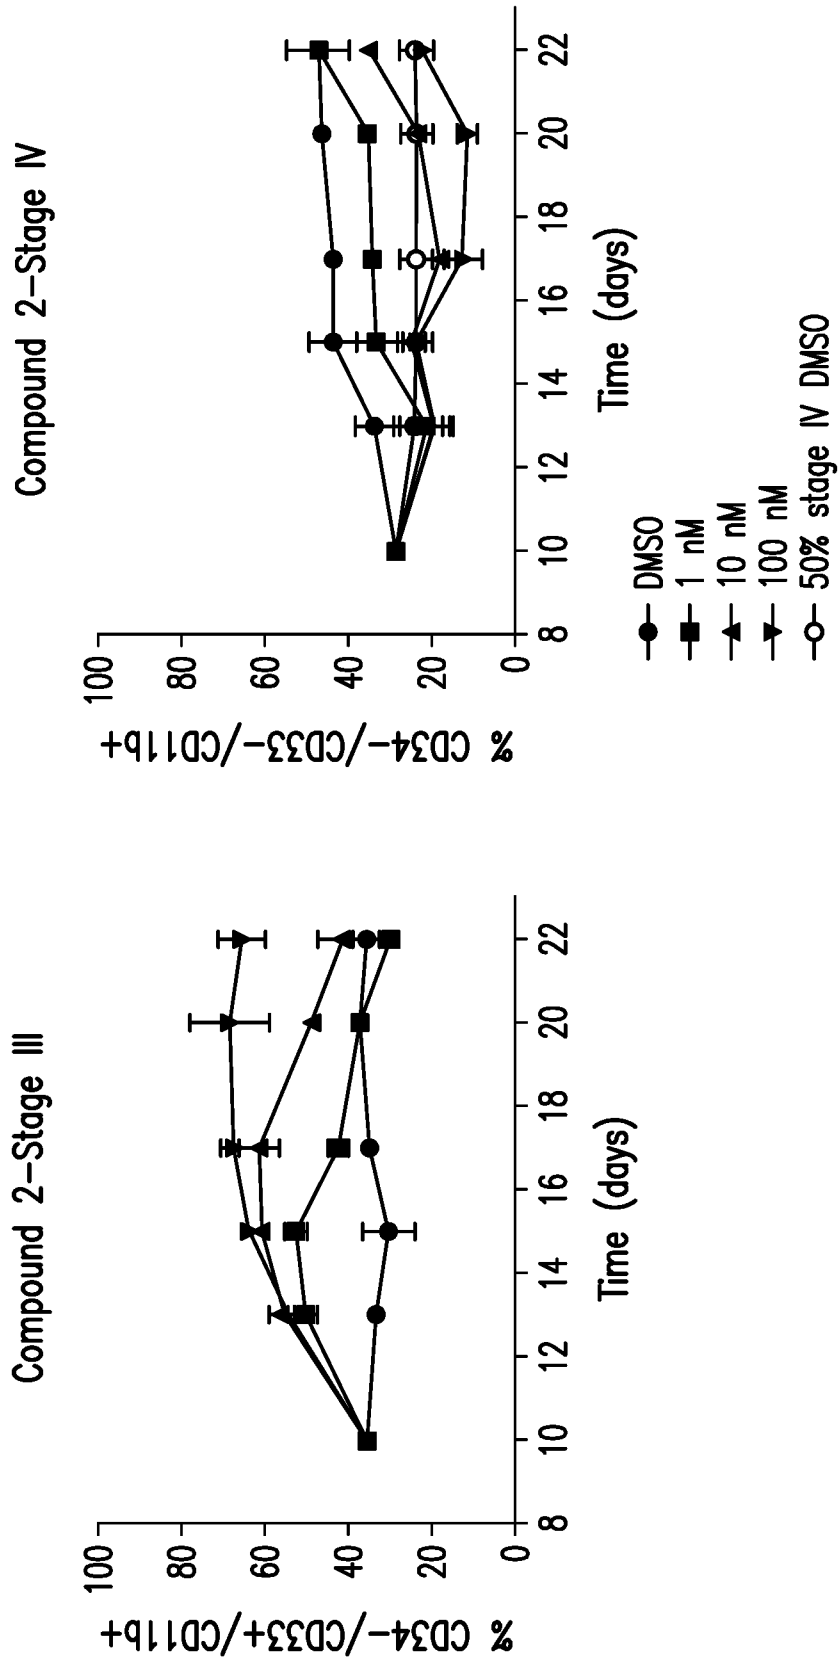 Compound 2-Stage III
% CD34-/CD33+/CD11b+
100
80
60
40
20
0
8 10 12 14 16 18 20 22
Time (days)
Compound 2-Stage IV
% CD34-/CD33-/CD11b+
100
80
60
40
20
0
8 10 12 14 16 18 20 22
Time (days)
DMSO
1 nM
10 nM
100 nM
50% stage IV DMSO